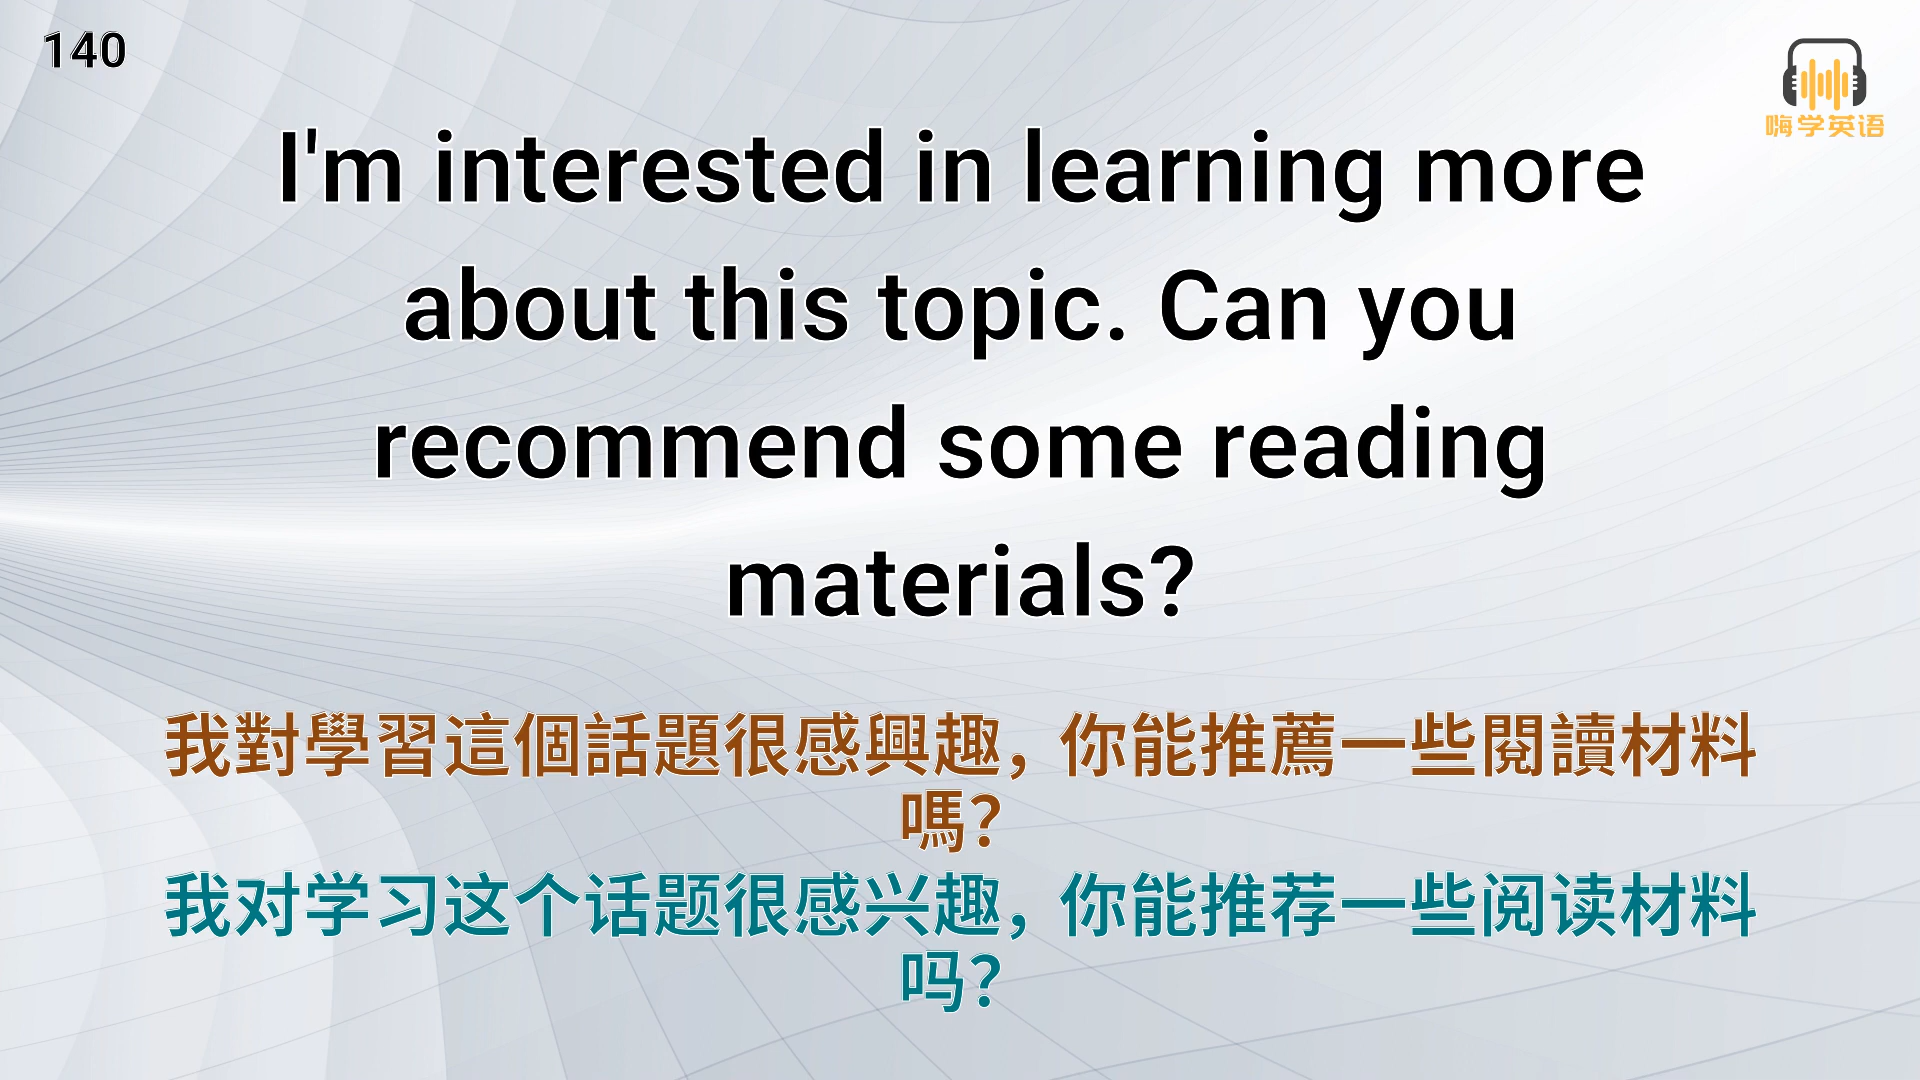 140
嗨学英语
I'm interested in learning more
about this topic. Can you
recommend some reading
materials?
我對學習這個話題很感興趣，你能推薦一些閱讀材料
嗎？
我对学习这个话题很感兴趣，你能推荐一些阅读材料
吗？